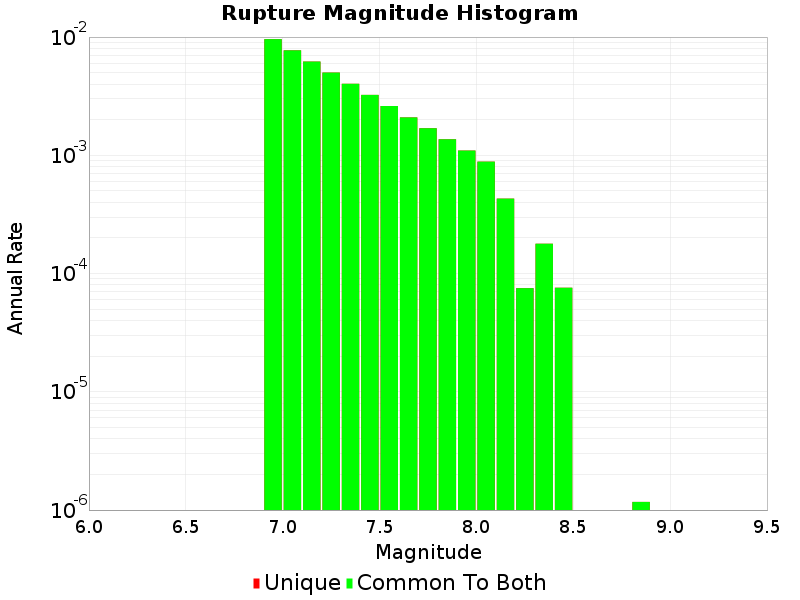 Rupture Magnitude Histogram
10-2
10-3
10-4
10-5
10-6
Annual Rate
6.0 6.5 7.0 7.5 8.0 8.5 9.0 9.5
Magnitude
Unique Common To Both